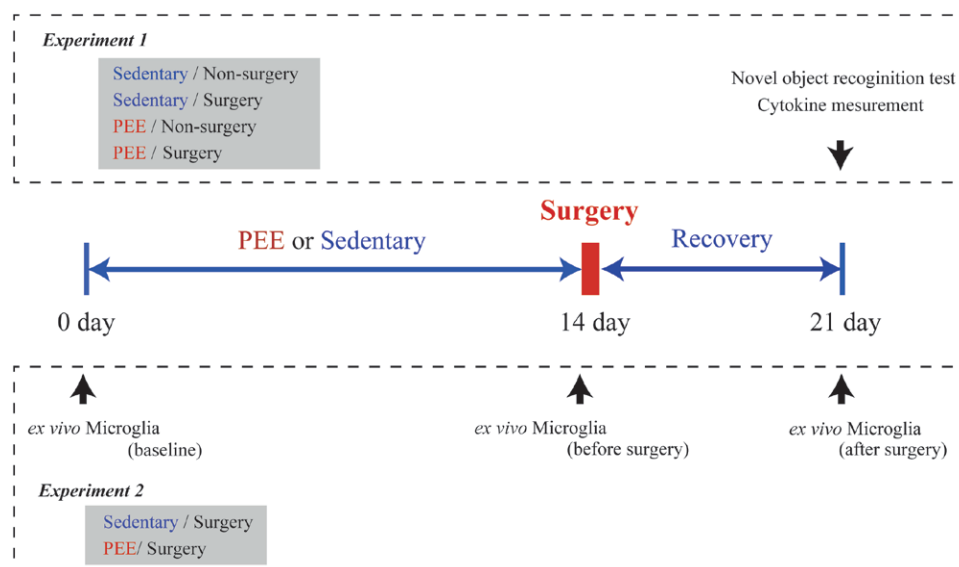 Experiment 1
Sedentary / Non-surgery
Sedentary / Surgery
PEE / Non-surgery
PEE / Surgery
Novel object recoginition test
Cytokine mesurement
Surgery
PEE or Sedentary
Recovery
0 day
14 day
21 day
ex vivo Microglia
(baseline)
ex vivo Microglia
(before surgery)
ex vivo Microglia
(after surgery)
Experiment 2
Sedentary / Surgery
PEE/ Surgery